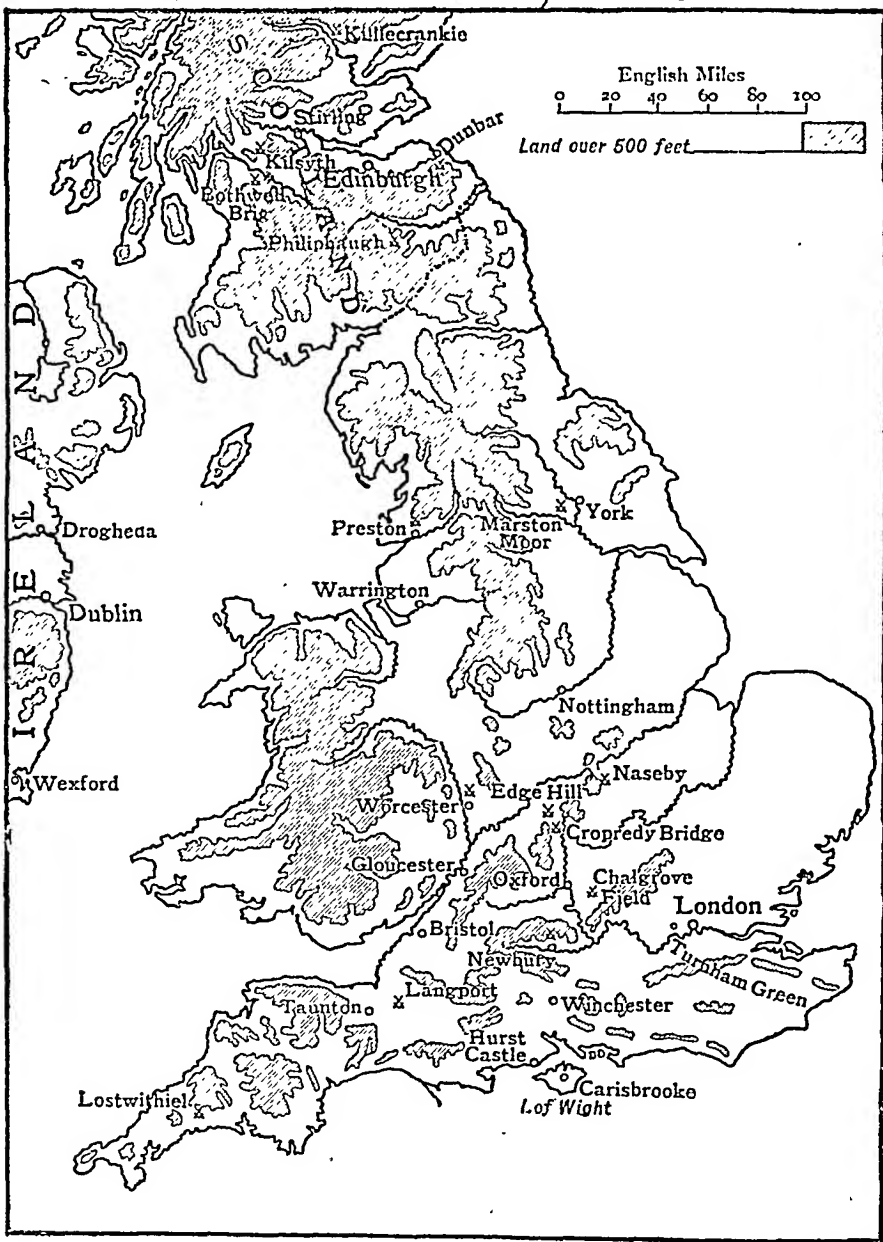 Killecrankie
English Miles
0 20 40 60 80 100
Land over 500 feet
SCOTLAND
Stirling
Dunbar
Kilsyth
Edinburgh
Bothwell
Brig
Philiphaugh
IRELAND
Drogheda
Dublin
Wexford
Preston
Marston
Moor
York
Warrington
Nottingham
Naseby
Edge Hill
Worcester
Cropredy Bridge
Gloucester
Oxford
Chalgrove
Field
London
Bristol
Newbury
Turnham Green
Langport
Taunton
Winchester
Hurst
Castle
Carisbrooke
I.of Wight
Lostwithiel